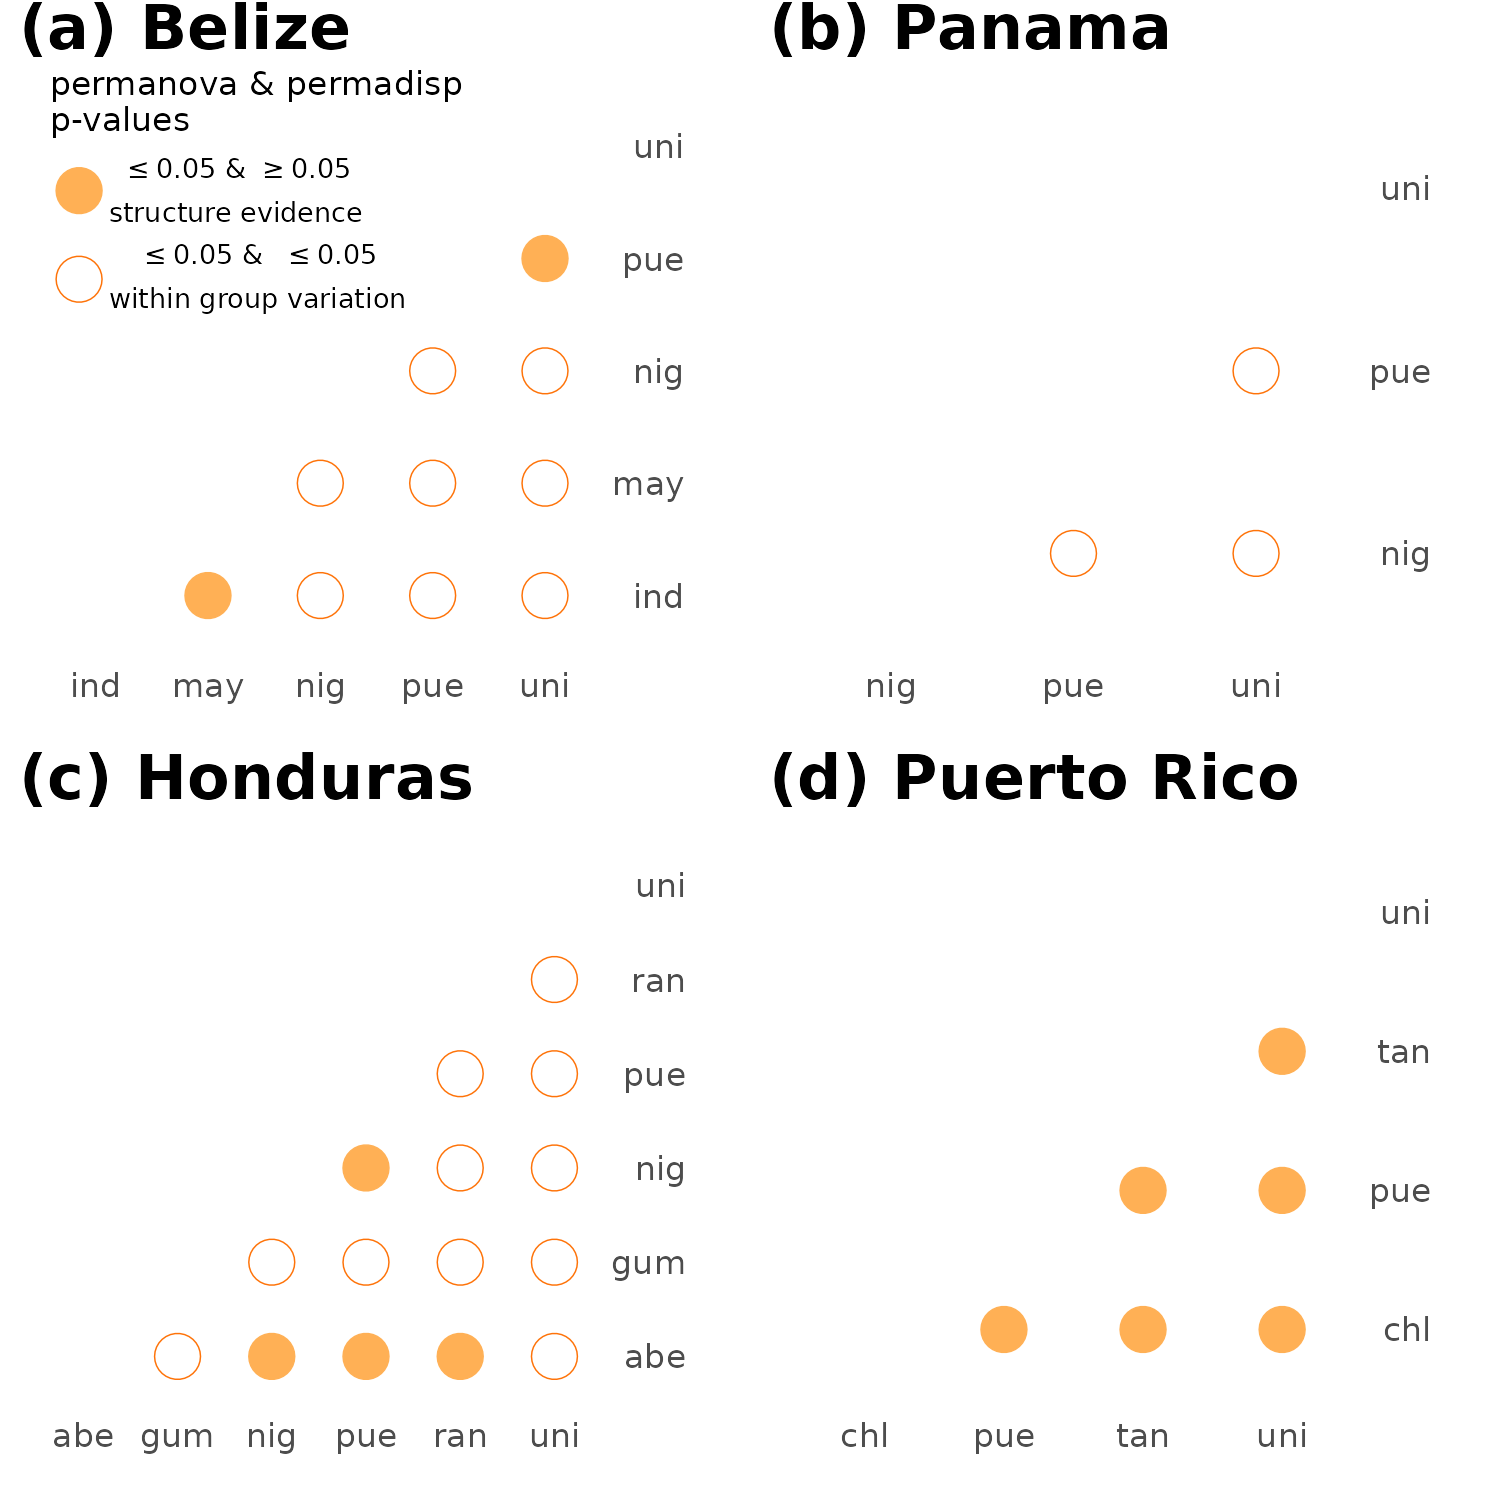 (a) Belize
permanova & permadisp
p-values
≤ 0.05 & ≥ 0.05
structure evidence
≤ 0.05 & ≤ 0.05
within group variation
uni
pue
nig
may
ind
ind may nig pue uni
(b) Panama
uni
pue
nig
nig pue uni
(c) Honduras
uni
ran
pue
nig
gum
abe
abe gum nig pue ran uni
(d) Puerto Rico
uni
tan
pue
chl
chl pue tan uni